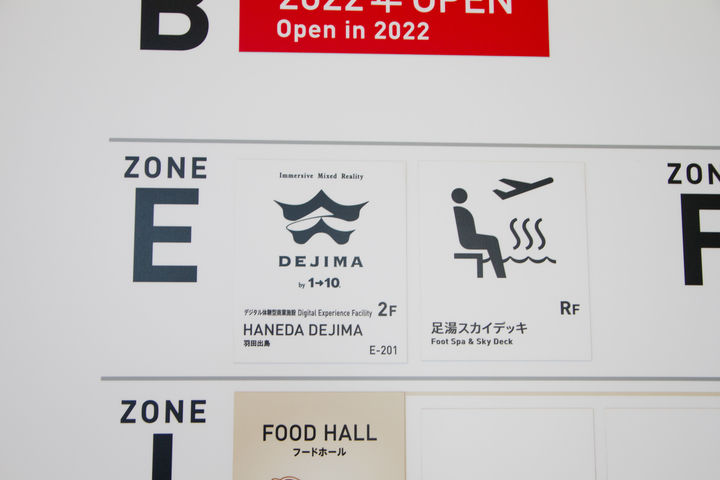 B
2022年 OPEN
Open in 2022
ZONE
E
Immersive Mixed Reality
DEJIMA
by 1→10
デジタル体験型商業施設 Digital Experience Facility 2F
HANEDA DEJIMA
羽田出島
E-201
RF
足湯スカイデッキ
Foot Spa & Sky Deck
ZON
F
ZONE
FOOD HALL
フードホール